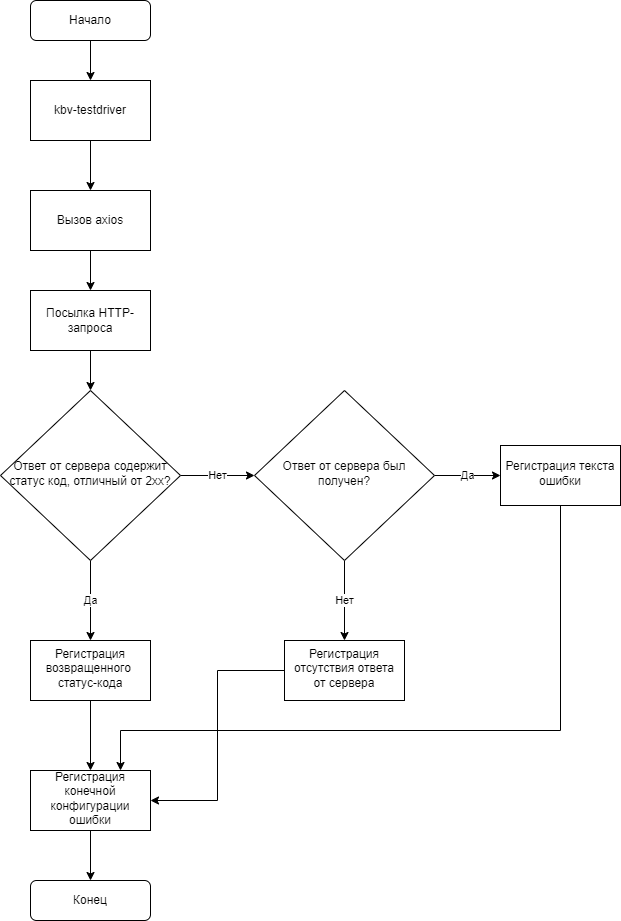 Начало
kbv-testdriver
Вызов axios
Посылка HTTP-
запроса
Ответ от сервера содержит
статус код, отличный от 2xx?
Нет
Ответ от сервера был
получен?
Да
Регистрация текста
ошибки
Да
Нет
Регистрация
возвращенного
статус-кода
Регистрация
отсутствия ответа
от сервера
Регистрация
конечной
конфигурации
ошибки
Конец